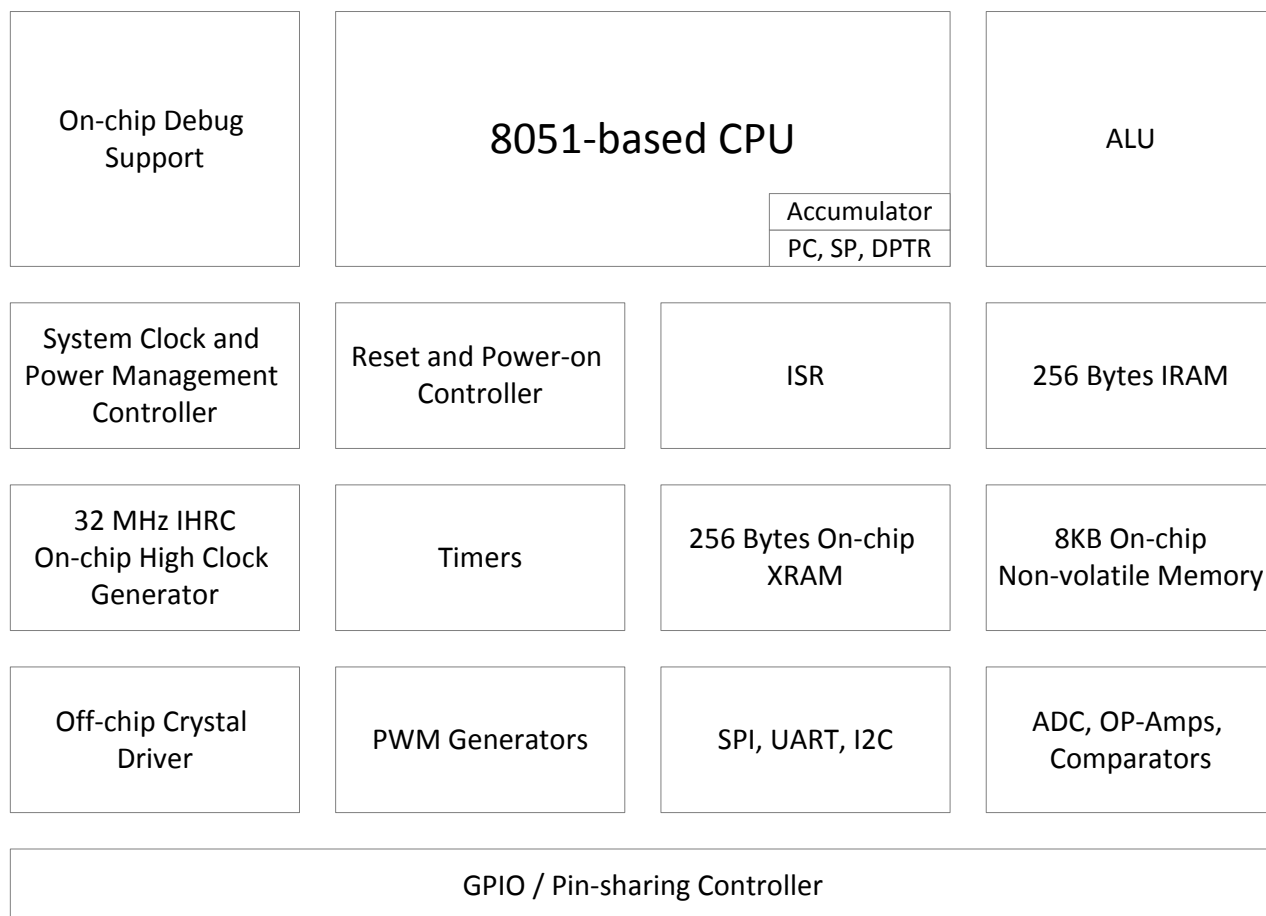 On-chip Debug
Support
8051-based CPU
Accumulator
PC, SP, DPTR
ALU
System Clock and
Power Management
Controller
Reset and Power-on
Controller
ISR
256 Bytes IRAM
32 MHz IHRC
On-chip High Clock
Generator
Timers
256 Bytes On-chip
XRAM
8KB On-chip
Non-volatile Memory
Off-chip Crystal
Driver
PWM Generators
SPI, UART, I2C
ADC, OP-Amps,
Comparators
GPIO / Pin-sharing Controller